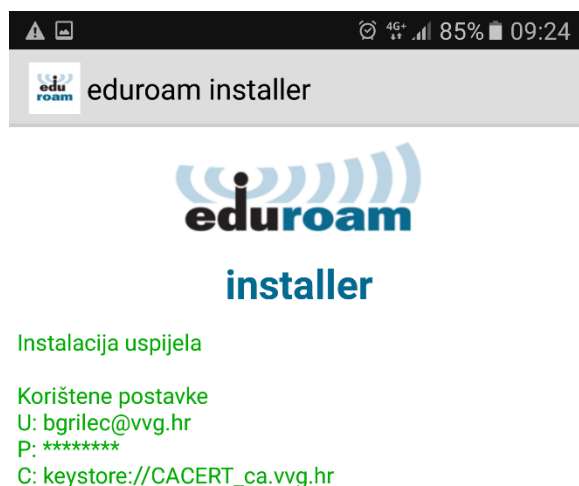 4G+ 85% 09:24
edu
roam
eduroam installer
eduroam
installer
Instalacija uspijela
Korištene postavke
U: bgrilec@vvg.hr
P: ********
C: keystore://CACERT_ca.vvg.hr